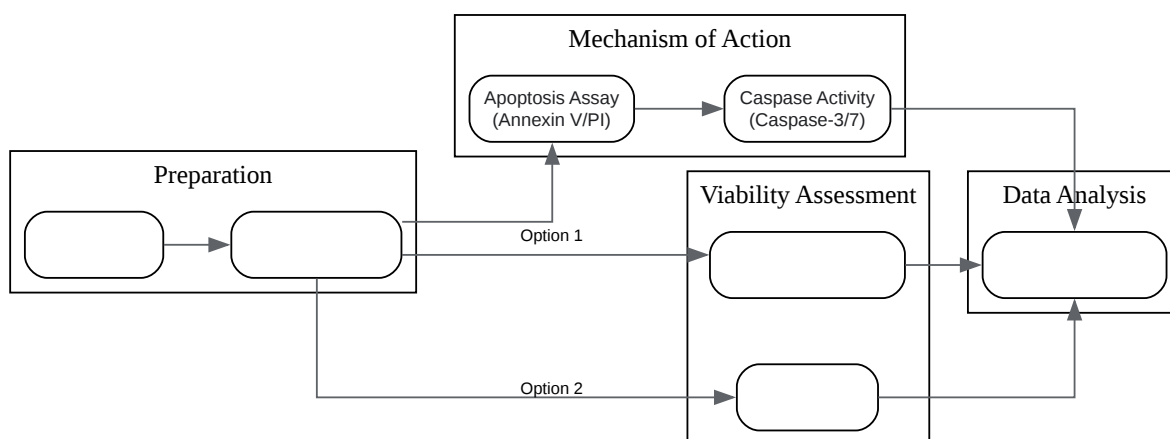 Mechanism of Action
Apoptosis Assay
(Annexin V/PI)
Caspase Activity
(Caspase-3/7)
Preparation
Viability Assessment
Data Analysis
Option 1
Option 2